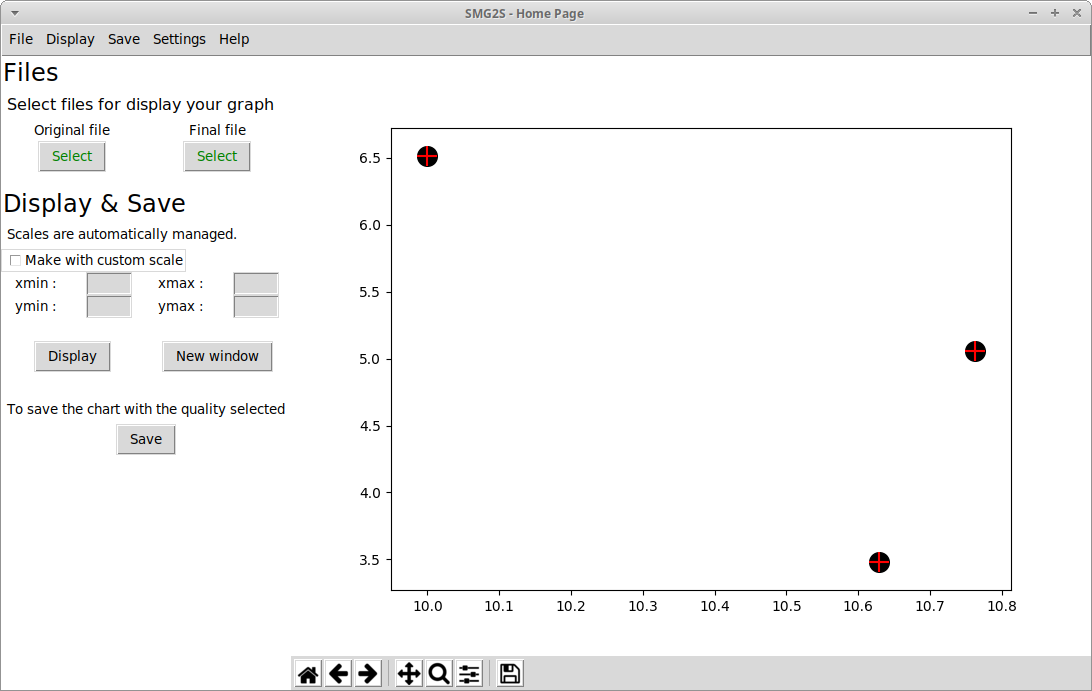 SMG2S - Home Page
File Display Save Settings Help
Files
Select files for display your graph
Original file Final file
Select Select
Display & Save
Scales are automatically managed.
Make with custom scale
xmin : xmax :
ymin : ymax :
Display New window
To save the chart with the quality selected
Save
6.5
6.0
5.5
5.0
4.5
4.0
3.5
10.0 10.1 10.2 10.3 10.4 10.5 10.6 10.7 10.8